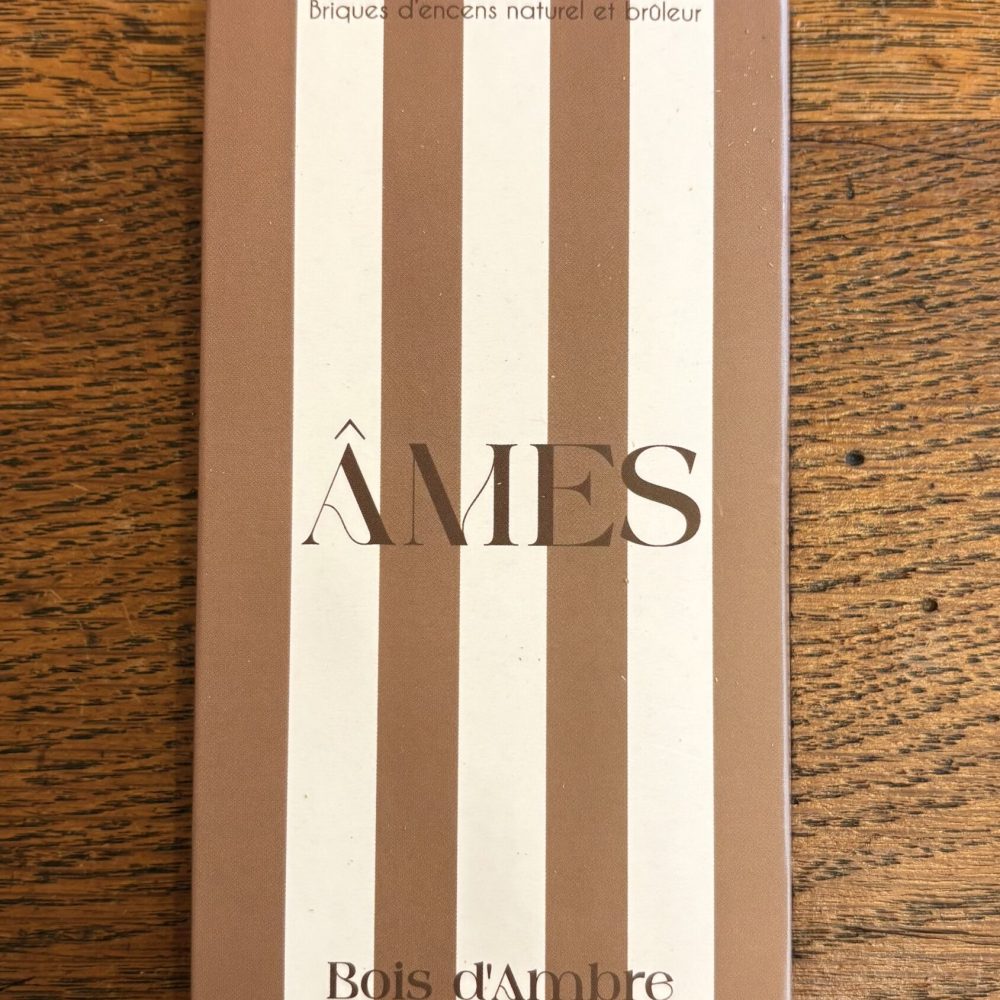 Briques d'encens naturel et brûleur
ÂMES
Bois d'Ambre